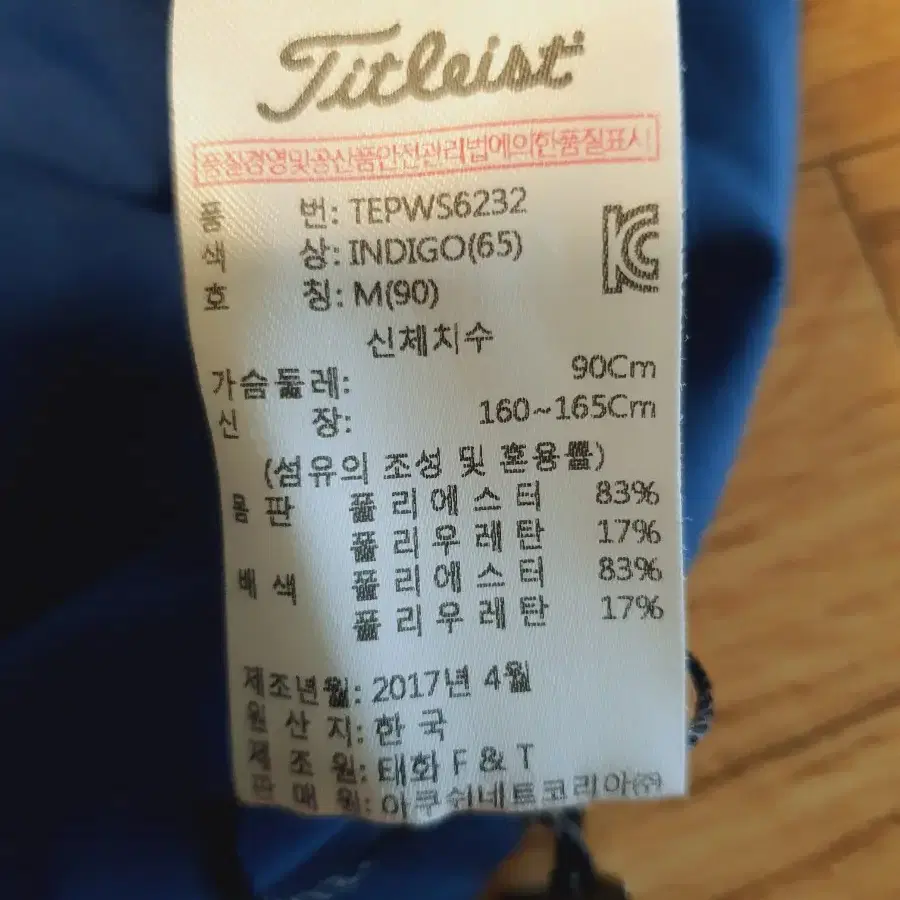 Titleist
품질경영및공산품안전관리법에의한품질표시
품 번: TEPWS6232
색 상: INDIGO(65)
호 칭: M(90)
신체치수
가슴둘레: 90Cm
신 장: 160~165Cm
(섬유의 조성 및 혼용률)
몸 판 폴리에스터 83%
폴리우레탄 17%
배 색 폴리에스터 83%
폴리우레탄 17%
제조년월: 2017년 4월
원 산 지: 한 국
제 조 원: 태화 F & T
판 매 원: 아쿠쉬네트코리아㈜